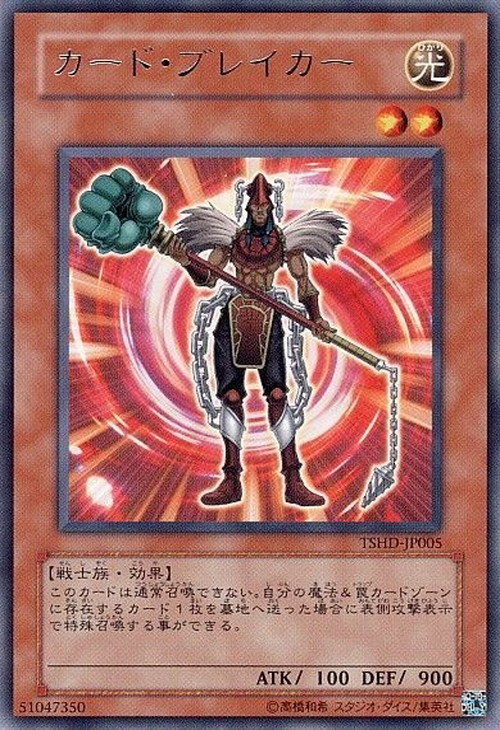 カード・ブレイカー
ひかり
光
TSHD-JP005
【戦士族・効果】
このカードは通常召喚できない。自分の魔法&罠カードゾーン
に存在するカード1枚を墓地へ送った場合に表側攻撃表示
で特殊召喚する事ができる。
ATK/ 100 DEF/ 900
51047350
©高橋和希 スタジオ・ダイス/集英社